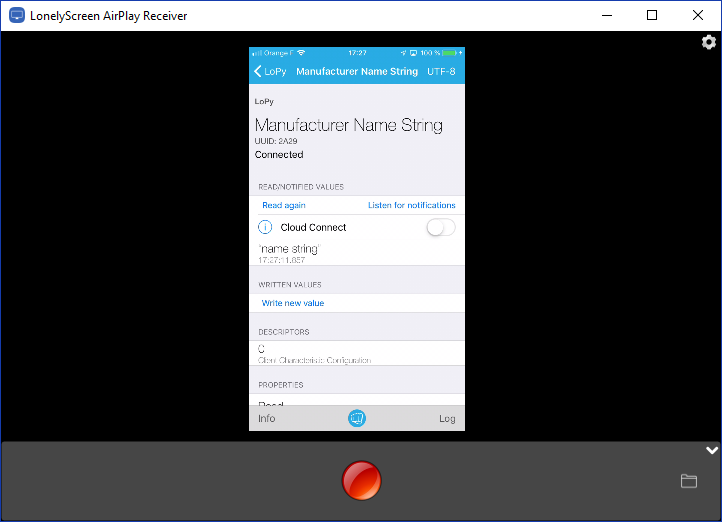 LonelyScreen AirPlay Receiver
Orange F 17:27 100 %
LoPy Manufacturer Name String UTF-8
LoPy
Manufacturer Name String
UUID: 2A29
Connected
READ/NOTIFIED VALUES
Read again Listen for notifications
Cloud Connect
"name string"
17:27:11.857
WRITTEN VALUES
Write new value
DESCRIPTORS
C
Client Characteristic Configuration
PROPERTIES
Read
Info Log